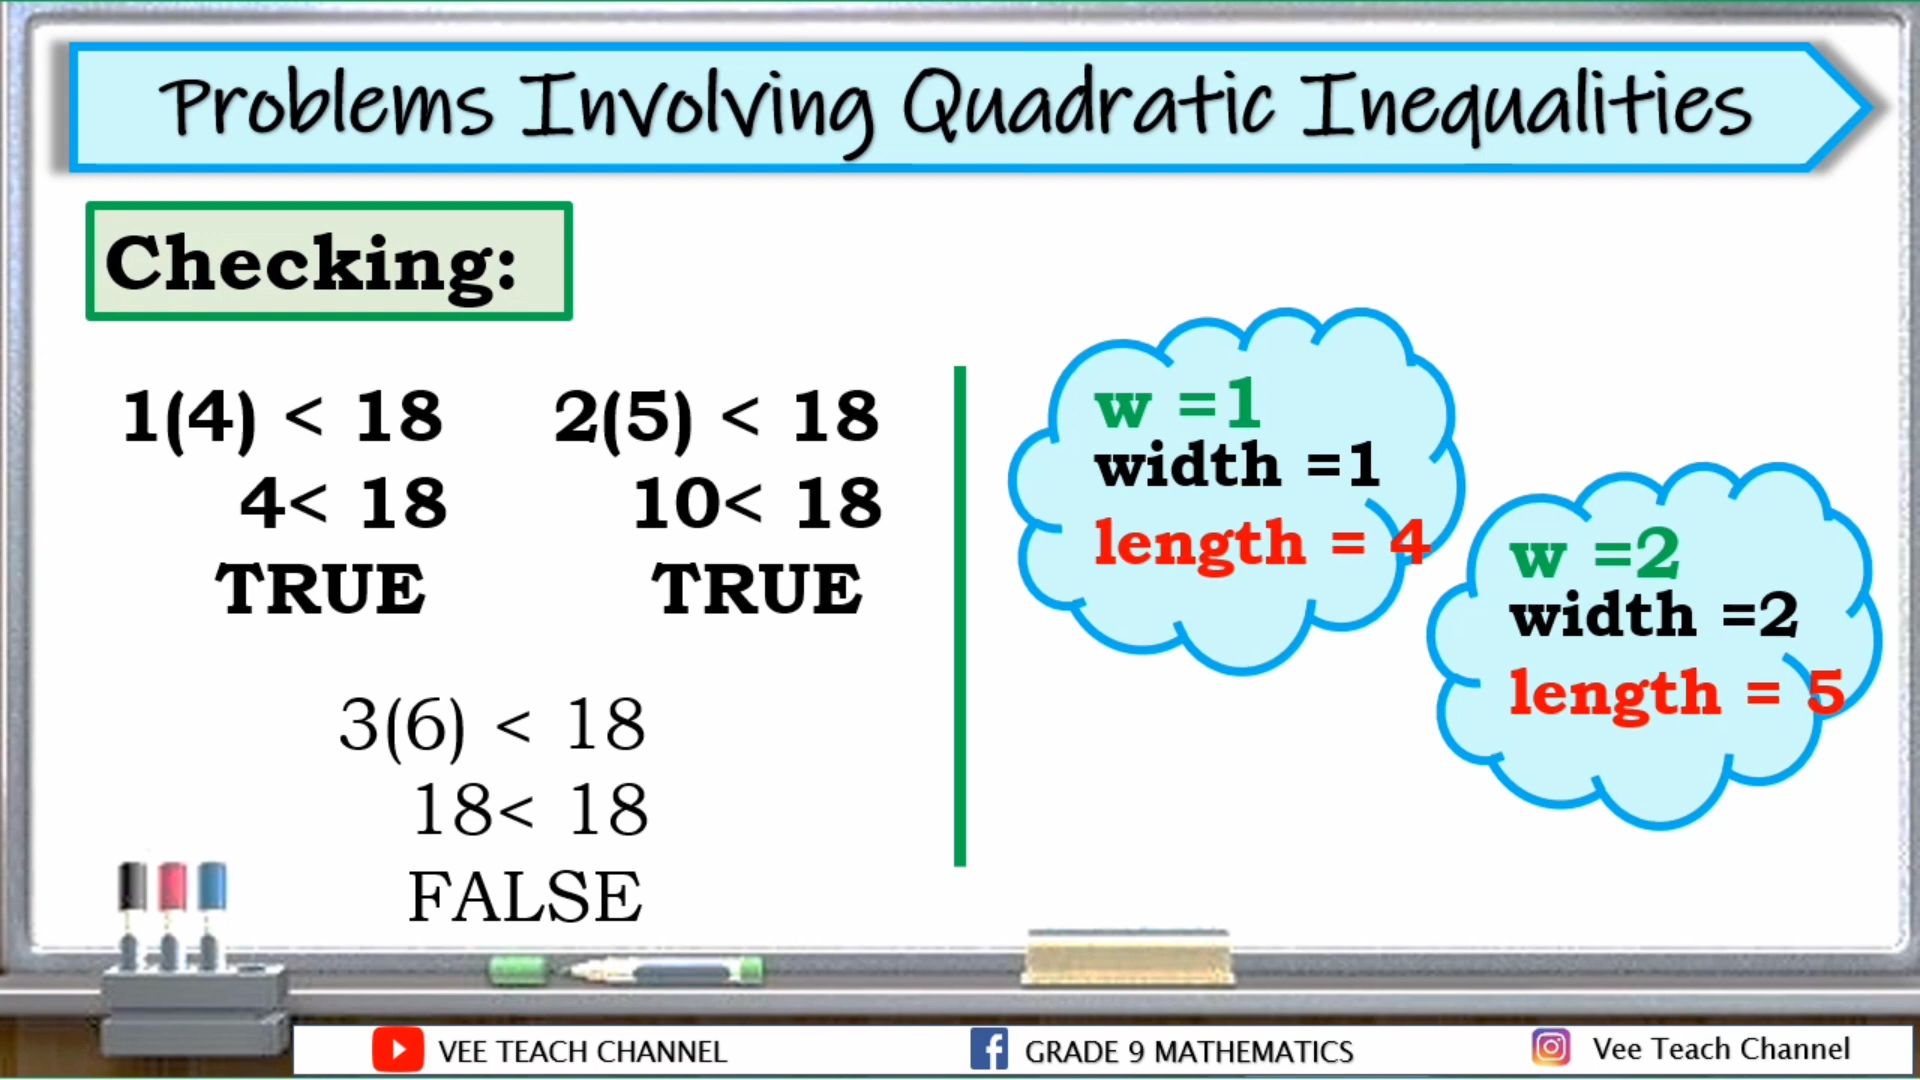 Problems Involving Quadratic Inequalities
Checking:
1(4) < 18
4< 18
TRUE
2(5) < 18
10< 18
TRUE
3(6) < 18
18< 18
FALSE
w =1
width =1
length = 4
w =2
width =2
length = 5
VEE TEACH CHANNEL
GRADE 9 MATHEMATICS
Vee Teach Channel